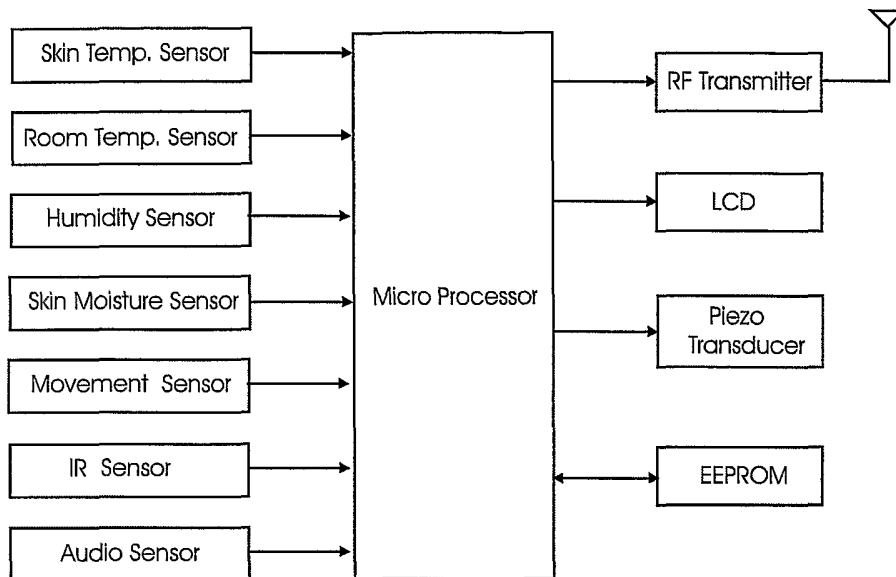 Skin Temp. Sensor
Room Temp. Sensor
Humidity Sensor
Skin Moisture Sensor
Movement Sensor
IR Sensor
Audio Sensor
Micro Processor
RF Transmitter
LCD
Piezo
Transducer
EEPROM